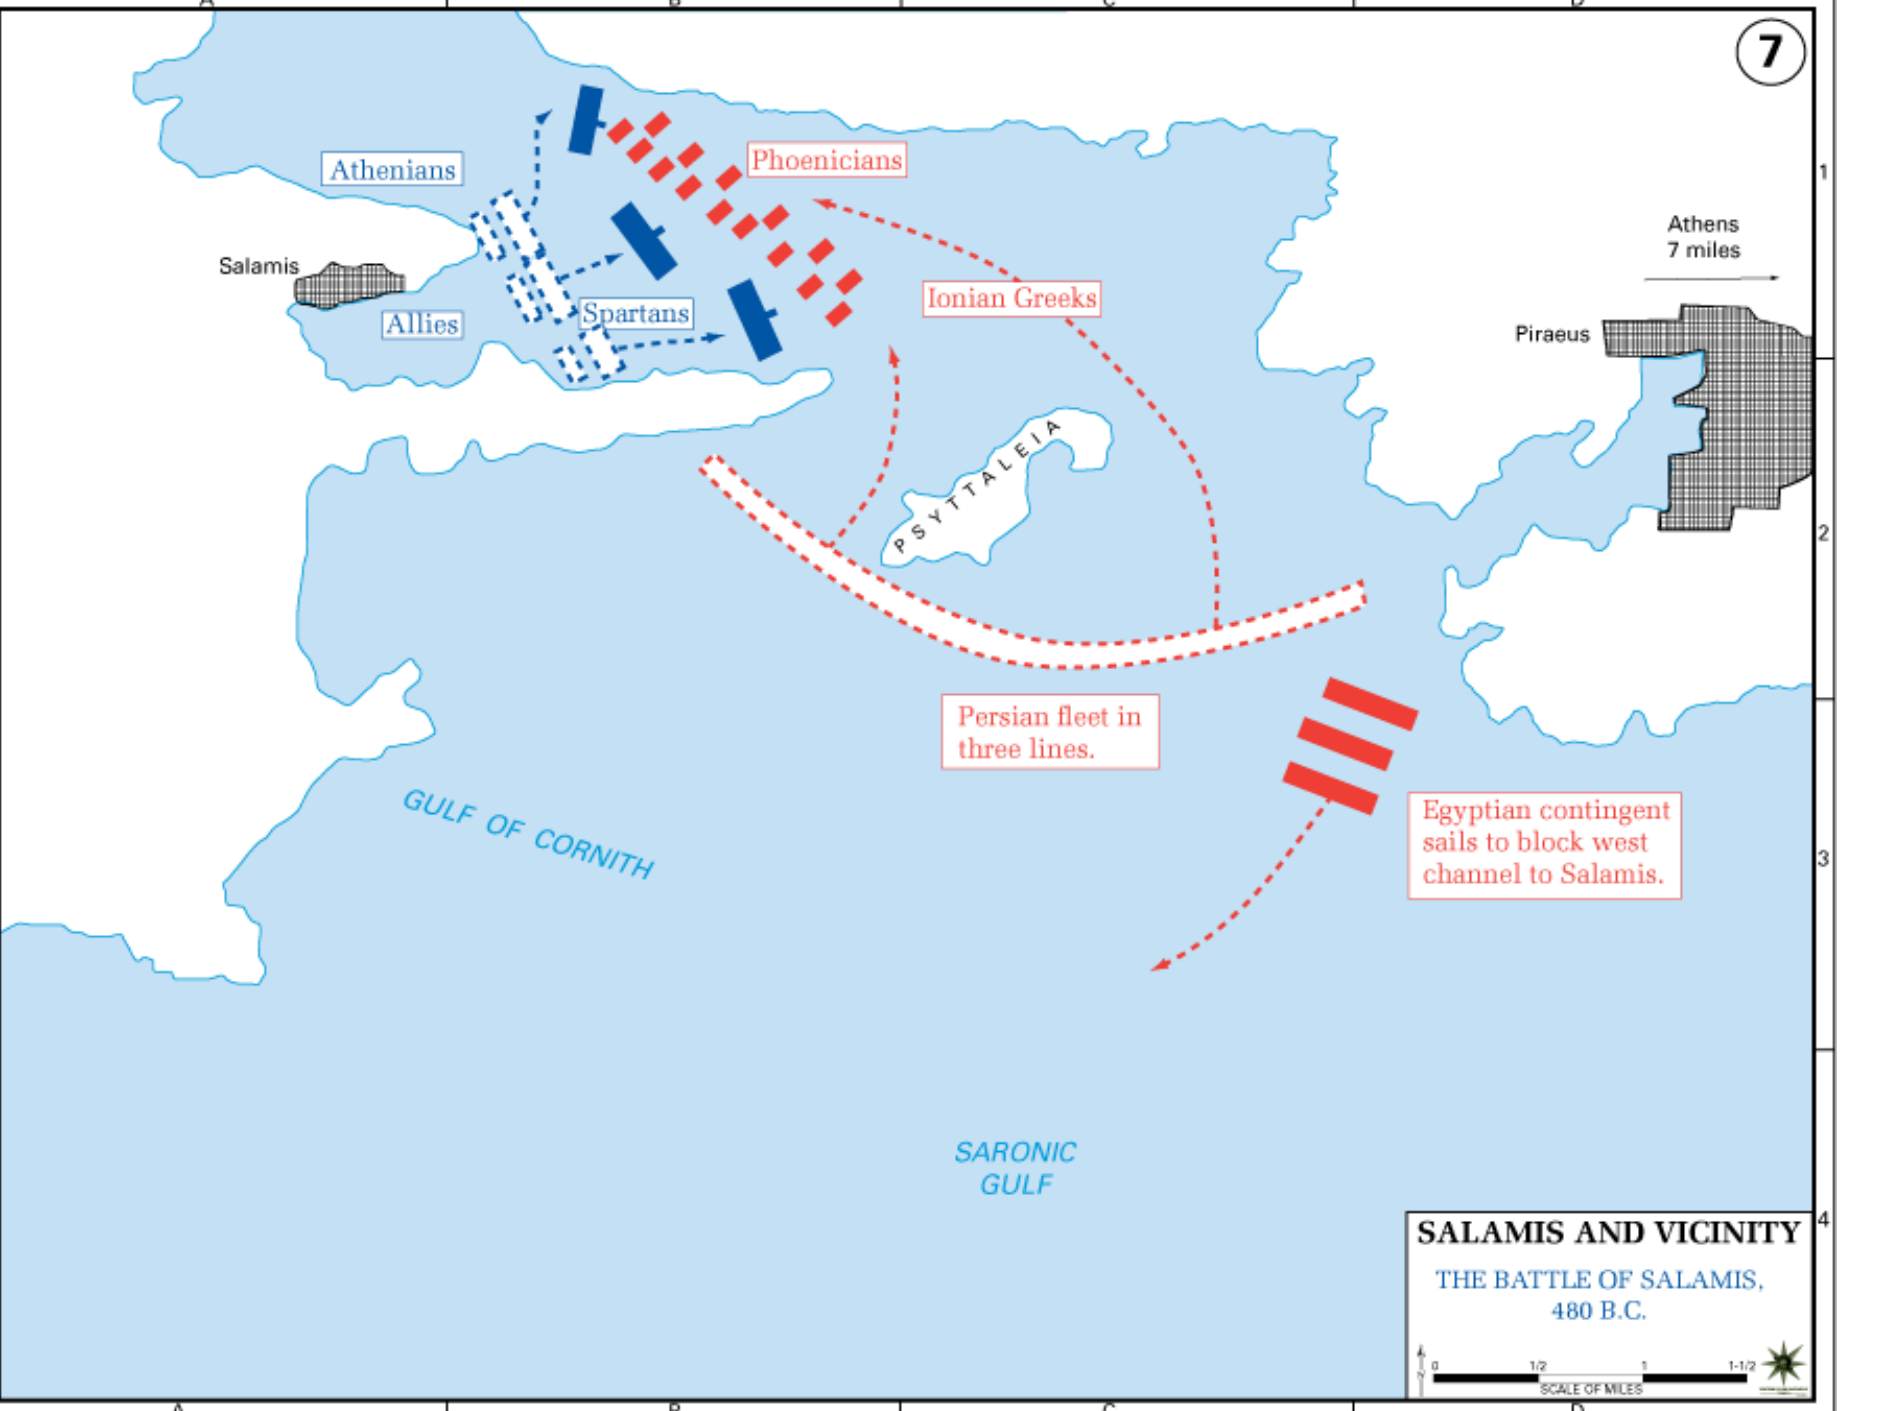 A
B
C
D
7
Athenians
Phoenicians
1
Athens
7 miles
Salamis
Ionian Greeks
Spartans
Allies
Piraeus
PSYTTALEIA
2
Persian fleet in
three lines.
GULF OF CORNITH
Egyptian contingent
sails to block west
channel to Salamis.
3
SARONIC
GULF
4
SALAMIS AND VICINITY
THE BATTLE OF SALAMIS,
480 B.C.
0 1/2 1 1-1/2
N
SCALE OF MILES
A
B
C
D